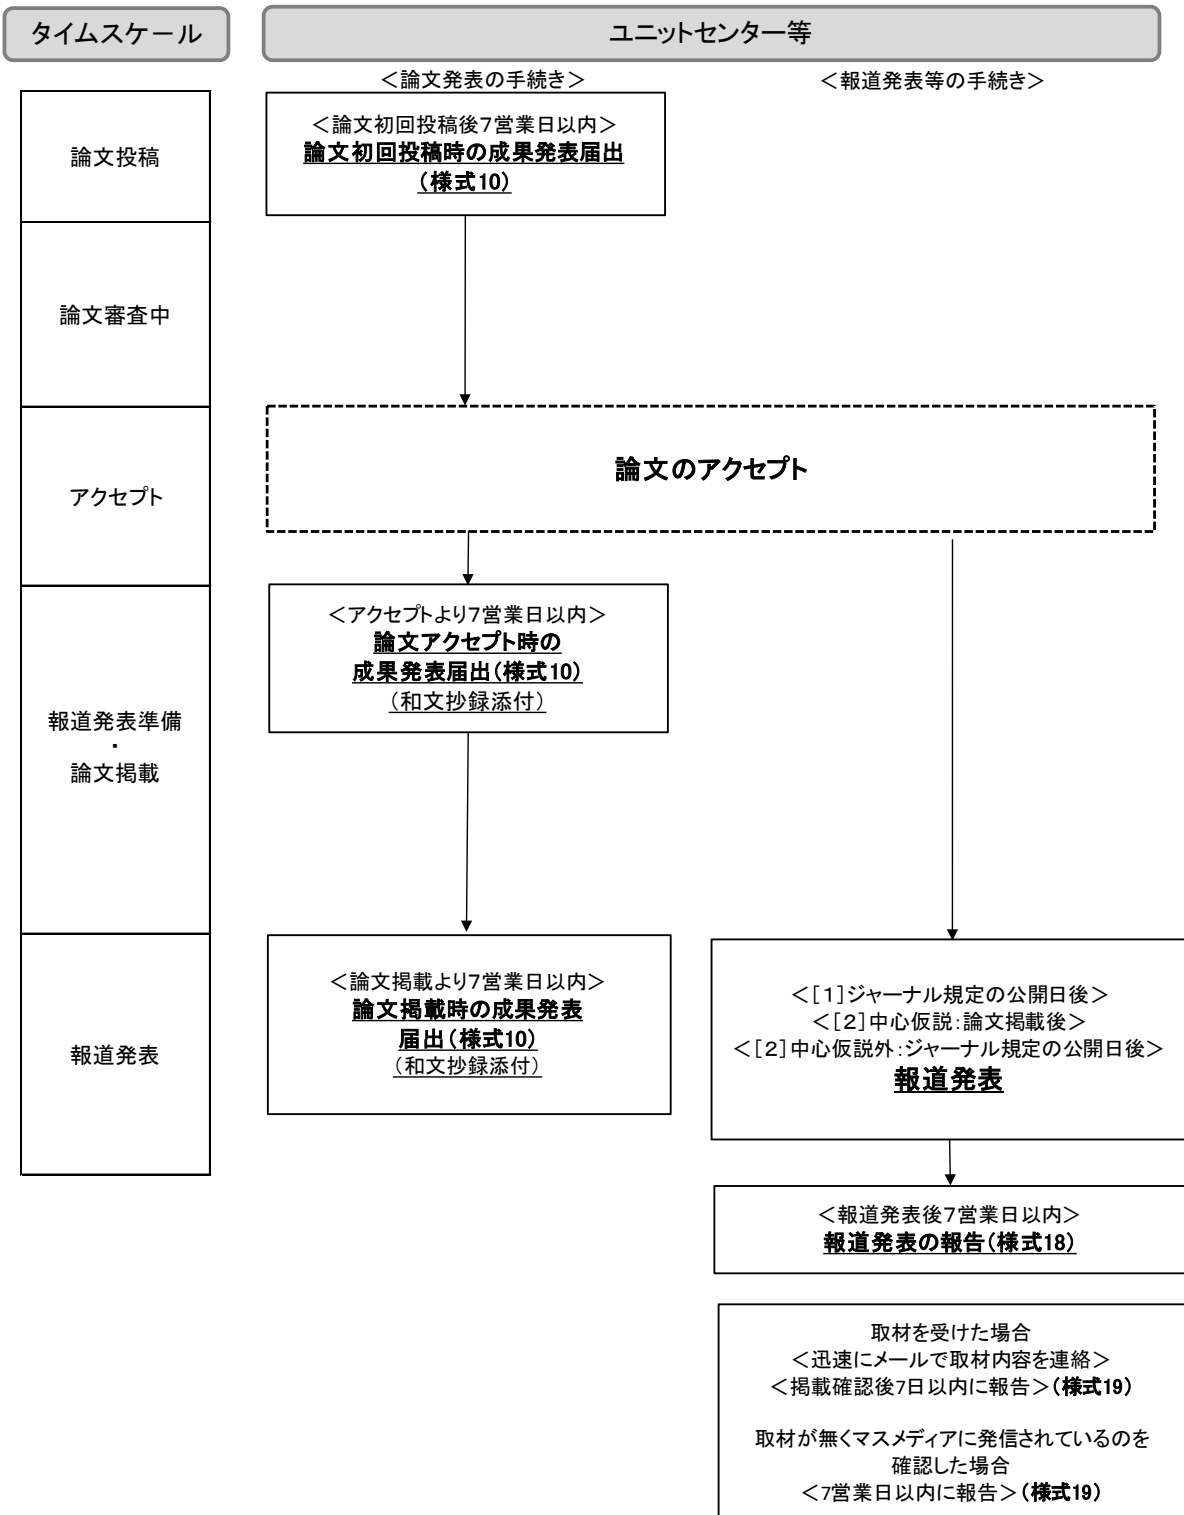 タイムスケール
ユニットセンター等
＜論文発表の手続き＞
＜報道発表等の手続き＞
論文投稿
＜論文初回投稿後7営業日以内＞
論文初回投稿時の成果発表届出
(様式10)
論文審査中
アクセプト
論文のアクセプト
報道発表準備
・
論文掲載
＜アクセプトより7営業日以内＞
論文アクセプト時の
成果発表届出(様式10)
（和文抄録添付）
報道発表
＜論文掲載より7営業日以内＞
論文掲載時の成果発表
届出(様式10)
（和文抄録添付）
＜[1]ジャーナル規定の公開日後＞
＜[2]中心仮説：論文掲載後＞
＜[2]中心仮説外：ジャーナル規定の公開日後＞
報道発表
＜報道発表後7営業日以内＞
報道発表の報告(様式18)
取材を受けた場合
＜迅速にメールで取材内容を連絡＞
＜掲載確認後7日以内に報告＞(様式19)
取材が無くマスメディアに発信されているのを
確認した場合
＜7営業日以内に報告＞(様式19)